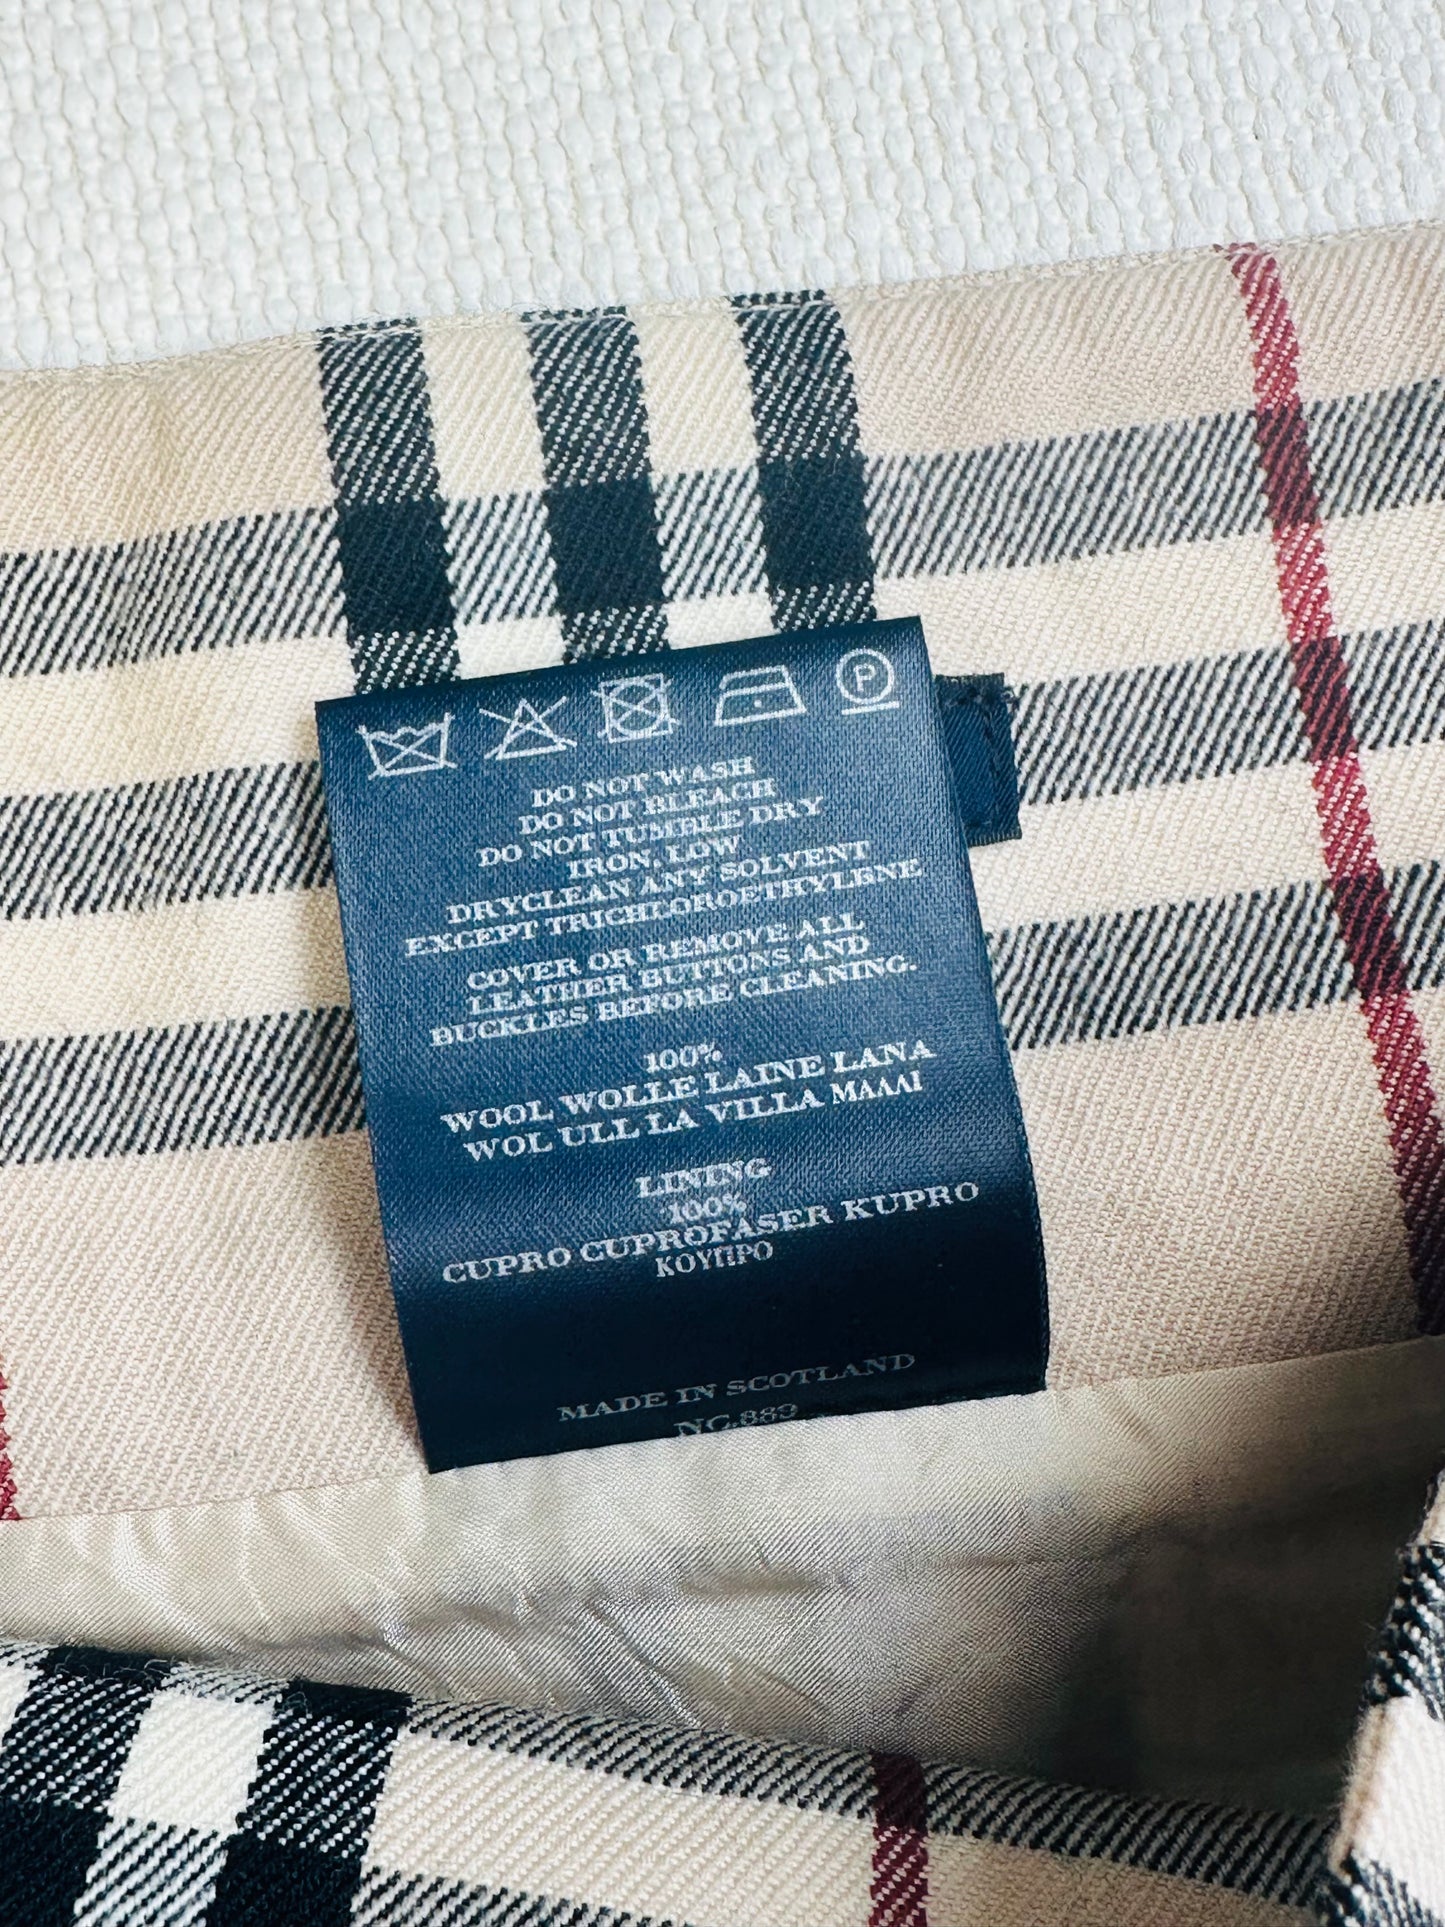 P
DO NOT WASH
DO NOT BLEACH
DO NOT TUMBLE DRY
IRON, LOW
DRYCLEAN ANY SOLVENT
EXCEPT TRICHLOROETHYLENE
COVER OR REMOVE ALL
LEATHER BUTTONS AND
BUCKLES BEFORE CLEANING.
100%
WOOL WOLLE LAINE LANA
WOL ULL LA VILLA ΜΑΛΛΙ
LINING
100%
CUPRO CUPROFASER KUPRO
ΚΟΥΠΡΟ
MADE IN SCOTLAND
NC.889